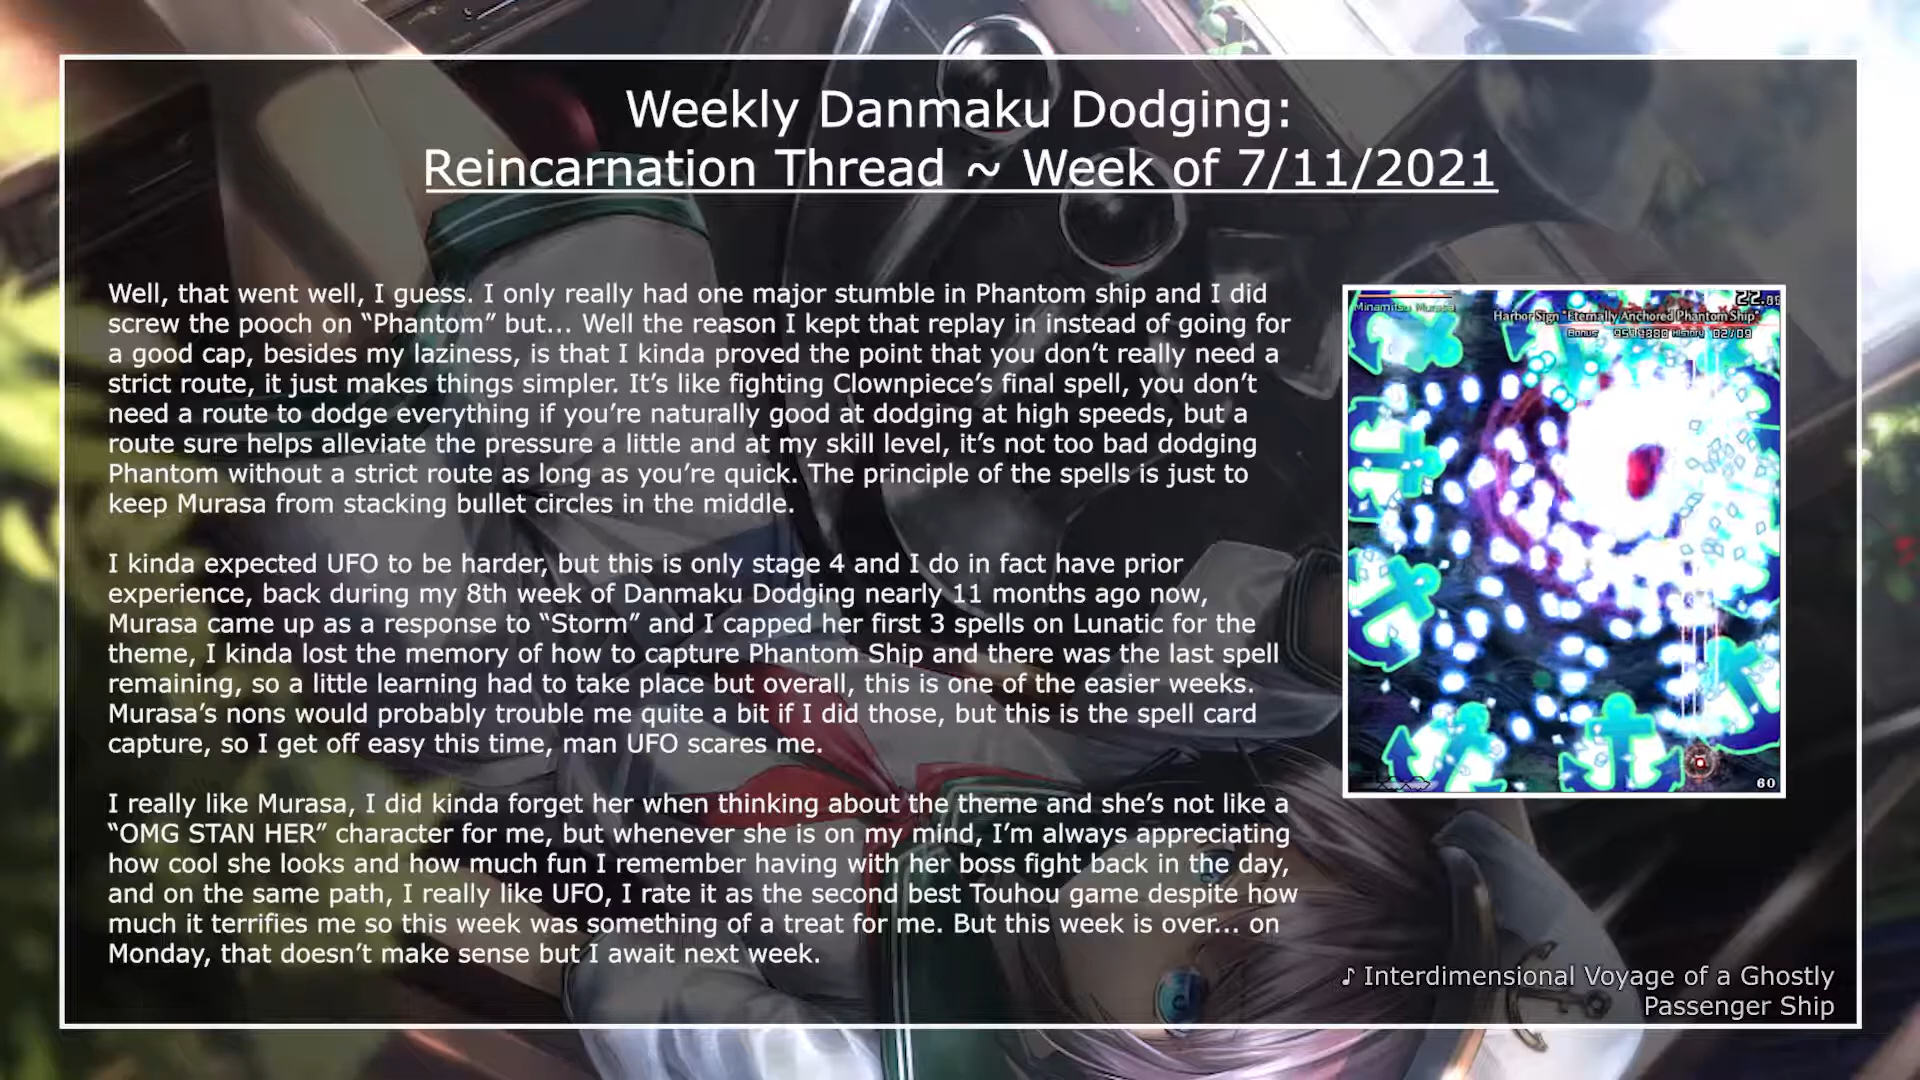 Weekly Danmaku Dodging:
Reincarnation Thread ~ Week of 7/11/2021
Well, that went well, I guess. I only really had one major stumble in Phantom ship and I did
screw the pooch on “Phantom” but... Well the reason I kept that replay in instead of going for
a good cap, besides my laziness, is that I kinda proved the point that you don’t really need a
strict route, it just makes things simpler. It’s like fighting Clownpiece’s final spell, you don’t
need a route to dodge everything if you’re naturally good at dodging at high speeds, but a
route sure helps alleviate the pressure a little and at my skill level, it’s not too bad dodging
Phantom without a strict route as long as you’re quick. The principle of the spells is just to
keep Murasa from stacking bullet circles in the middle.
I kinda expected UFO to be harder, but this is only stage 4 and I do in fact have prior
experience, back during my 8th week of Danmaku Dodging nearly 11 months ago now,
Murasa came up as a response to “Storm” and I capped her first 3 spells on Lunatic for the
theme, I kinda lost the memory of how to capture Phantom Ship and there was the last spell
remaining, so a little learning had to take place but overall, this is one of the easier weeks.
Murasa’s nons would probably trouble me quite a bit if I did those, but this is the spell card
capture, so I get off easy this time, man UFO scares me.
I really like Murasa, I did kinda forget her when thinking about the theme and she’s not like a
“OMG STAN HER” character for me, but whenever she is on my mind, I’m always appreciating
how cool she looks and how much fun I remember having with her boss fight back in the day,
and on the same path, I really like UFO, I rate it as the second best Touhou game despite how
much it terrifies me so this week was something of a treat for me. But this week is over... on
Monday, that doesn’t make sense but I await next week.
Minamitsu Murasa
22.88
Harbor Sign "Eternally Anchored Phantom Ship"
Bonus 9519380 History 02/09
60
♪ Interdimensional Voyage of a Ghostly
Passenger Ship